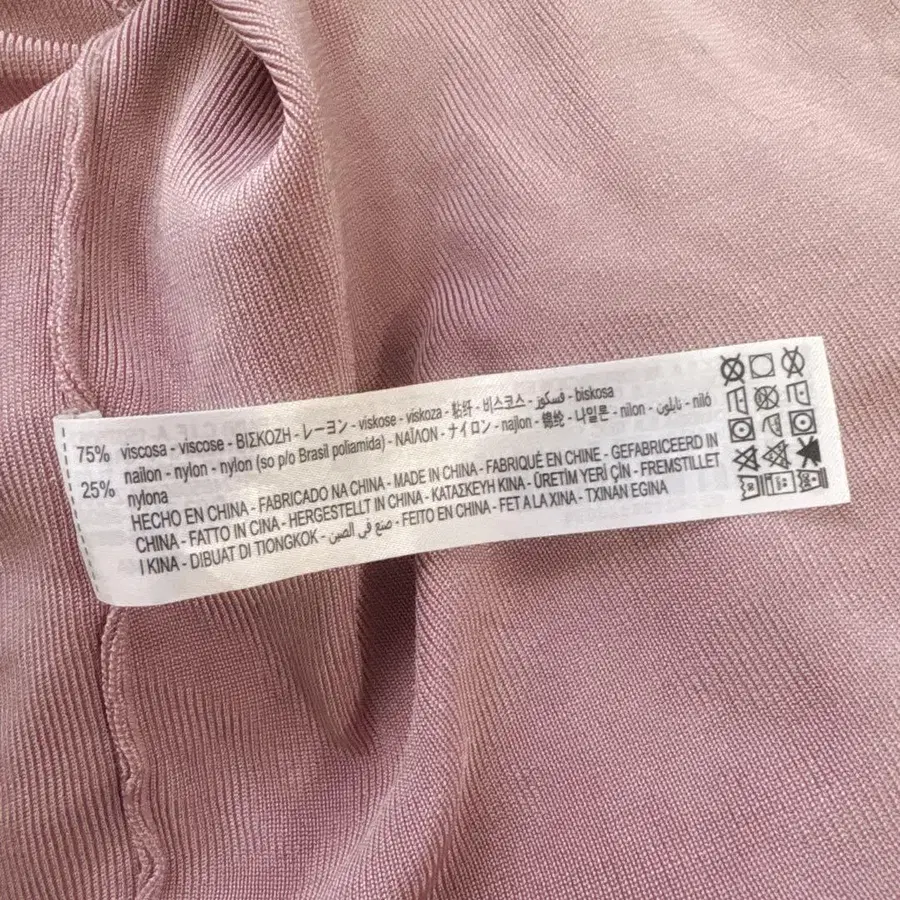 75% viscosa - viscose - ΒΙΣΚΟΖΗ - レーヨン - viskose - viskoza - 粘纤 - 비스코스 - فسكوز - biskosa
25% nailon - nylon - nylon (so p/o Brasil poliamida) - ΝΑΪΛΟΝ - ナイロン - najlon - 锦纶 - 나일론 - nilon - نايلون - niló
nylona
HECHO EN CHINA - FABRICADO NA CHINA - MADE IN CHINA - FABRIQUÉ EN CHINE - GEFABRICEERD IN
CHINA - FATTO IN CINA - HERGESTELLT IN CHINA - ΚΑΤΑΣΚΕΥΗ ΚΙΝΑ - ÜRETİM YERİ ÇİN - FREMSTILLET
I KINA - DIBUAT DI TIONGKOK - صنع في الصين - FEITO EN CHINA - FET A LA XINA - TXINAN EGINA